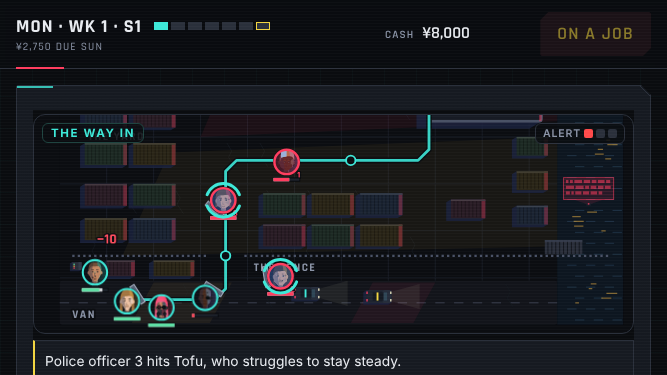 MON · WK 1 · S1
¥2,750 DUE SUN
CASH ¥8,000
ON A JOB
THE WAY IN
ALERT
1
−10
VAN
Police officer 3 hits Tofu, who struggles to stay steady.